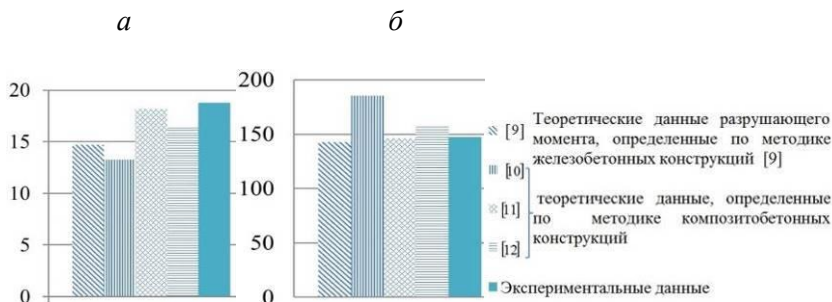 а
б
20
15
10
5
0
200
150
100
50
0
[9]
Теоретические данные разрушающего
момента, определенные по методике
железобетонных конструкций [9]
[10]
[11]
[12]
теоретические данные, определенные
по методике композитобетонных
конструкций
Экспериментальные данные